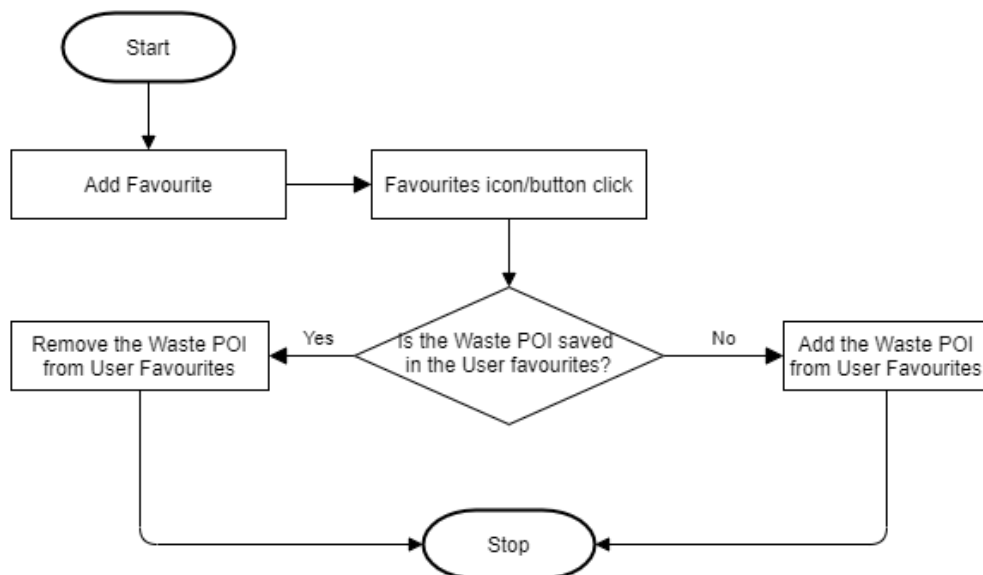 Start
Add Favourite
Favourites icon/button click
Is the Waste POI saved
in the User favourites?
Yes
No
Remove the Waste POI
from User Favourites
Add the Waste POI
from User Favourites
Stop